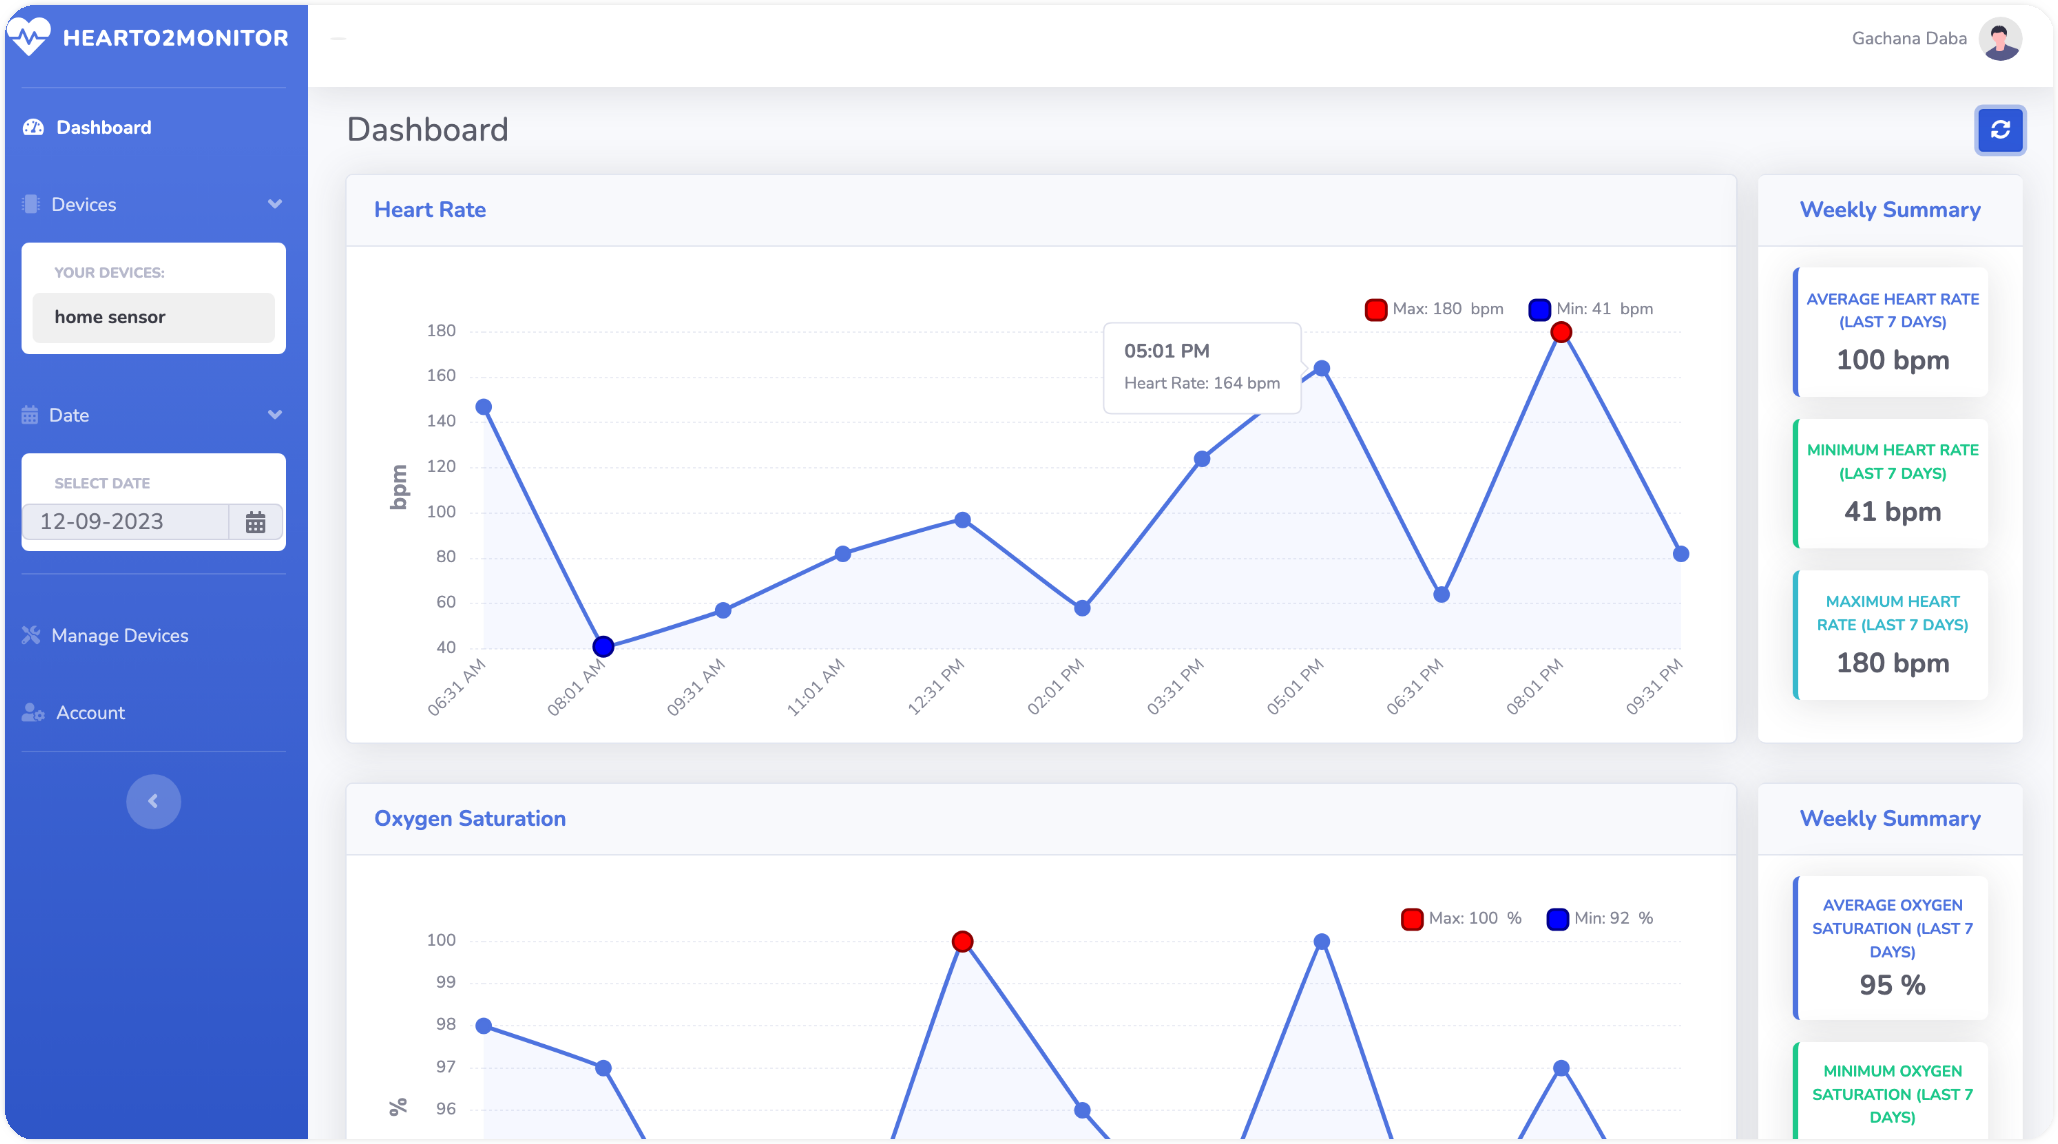 HEARTO2MONITOR
Gachana Daba
Dashboard
Devices
YOUR DEVICES:
home sensor
Date
SELECT DATE
12-09-2023
Manage Devices
Account
Dashboard
Heart Rate
Max: 180 bpm
Min: 41 bpm
05:01 PM
Heart Rate: 164 bpm
bpm
180
160
140
120
100
80
60
40
06:31 AM
08:01 AM
09:31 AM
11:01 AM
12:31 PM
02:01 PM
03:31 PM
05:01 PM
06:31 PM
08:01 PM
09:31 PM
Weekly Summary
AVERAGE HEART RATE
(LAST 7 DAYS)
100 bpm
MINIMUM HEART RATE
(LAST 7 DAYS)
41 bpm
MAXIMUM HEART
RATE (LAST 7 DAYS)
180 bpm
Oxygen Saturation
Max: 100 %
Min: 92 %
%
100
99
98
97
96
Weekly Summary
AVERAGE OXYGEN
SATURATION (LAST 7
DAYS)
95 %
MINIMUM OXYGEN
SATURATION (LAST 7
DAYS)